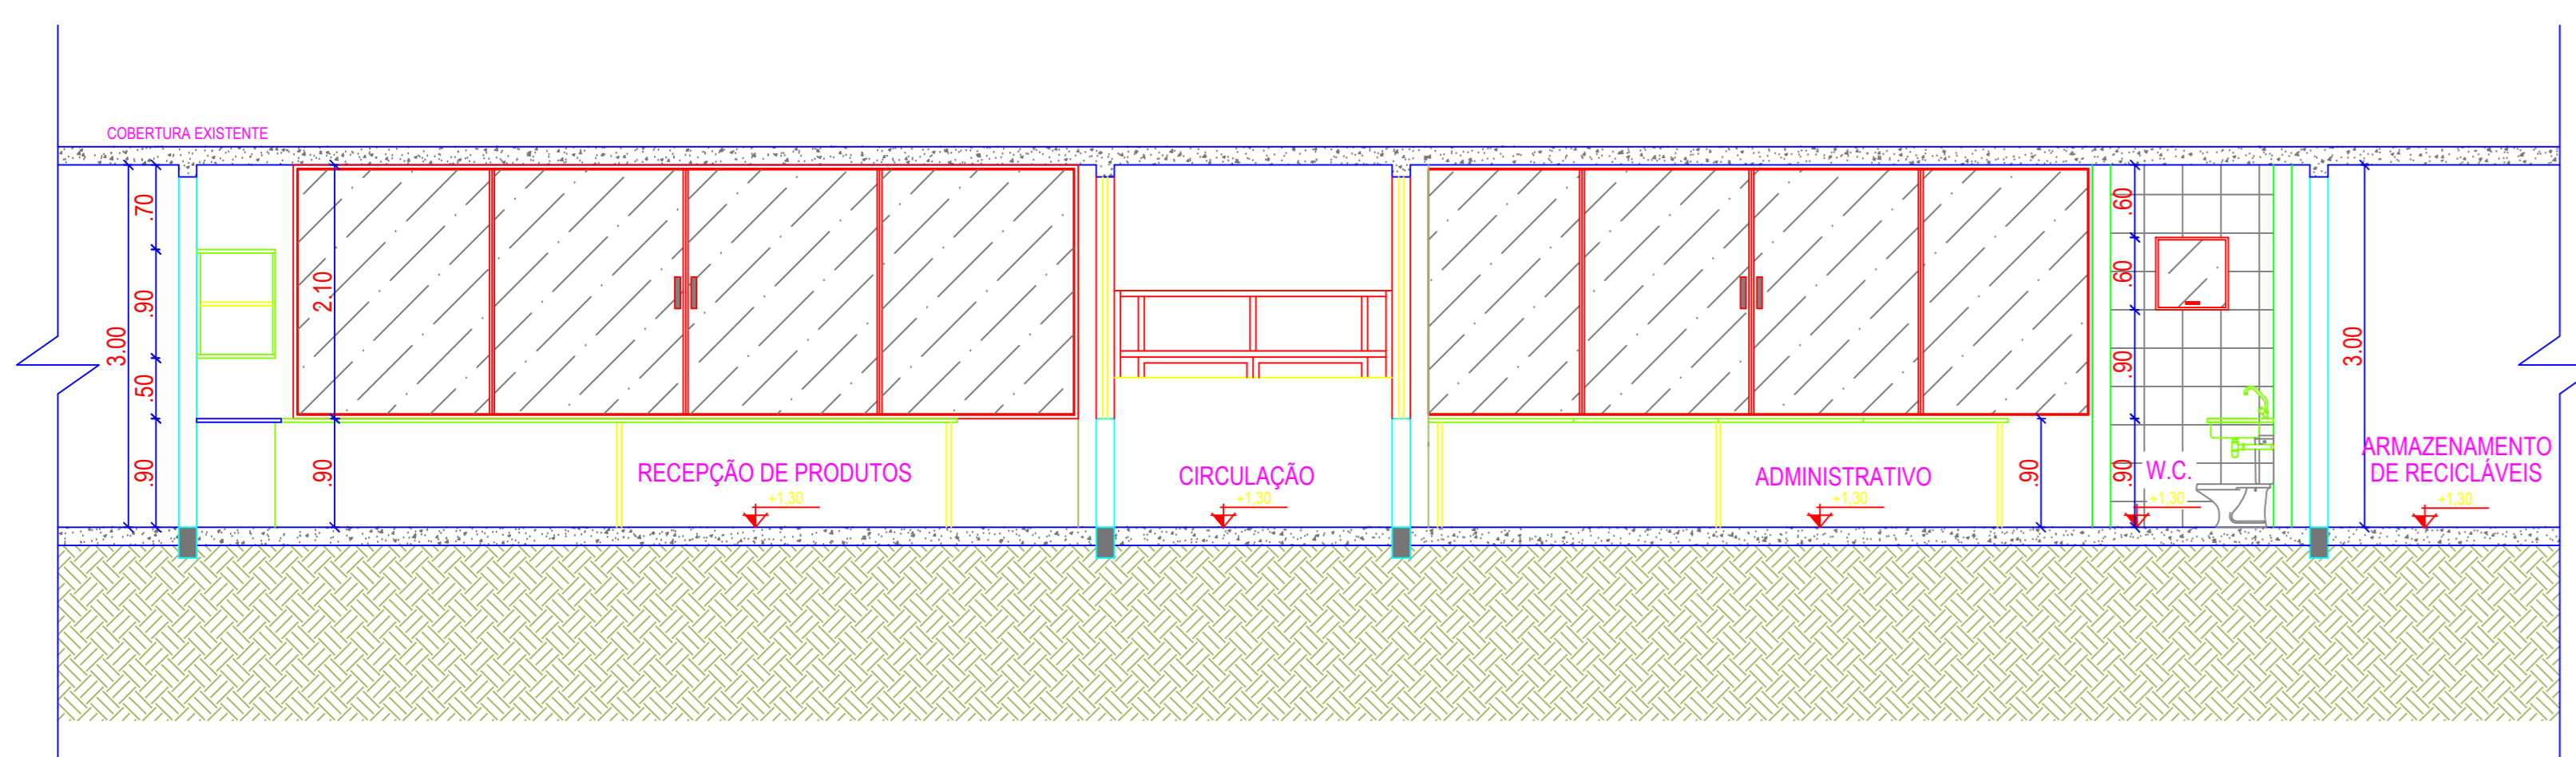 COBERTURA EXISTENTE
3.00
.70
.90
.50
.90
2.10
.90
RECEPÇÃO DE PRODUTOS
+1,30
CIRCULAÇÃO
+1,30
ADMINISTRATIVO
+1,30
.90
.60
.60
.90
.90
W.C.
+1,30
3.00
ARMAZENAMENTO
DE RECICLÁVEIS
+1,30